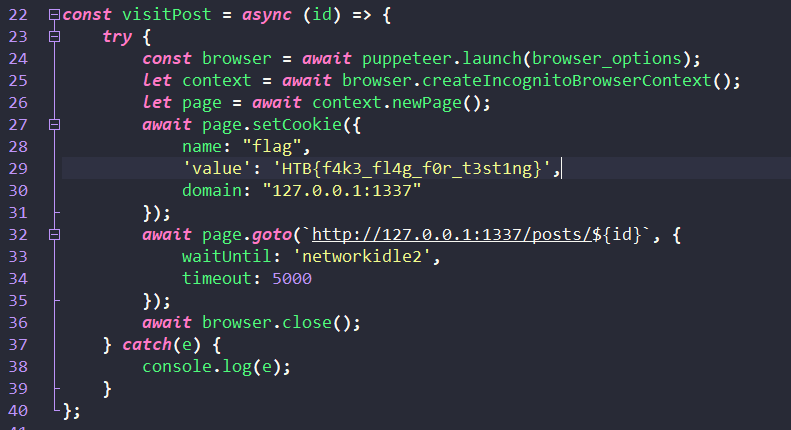 22 const visitPost = async (id) => {
23     try {
24         const browser = await puppeteer.launch(browser_options);
25         let context = await browser.createIncognitoBrowserContext();
26         let page = await context.newPage();
27         await page.setCookie({
28             name: "flag",
29             'value': 'HTB{f4k3_fl4g_f0r_t3st1ng}',
30             domain: "127.0.0.1:1337"
31         });
32         await page.goto(`http://127.0.0.1:1337/posts/${id}`, {
33             waitUntil: 'networkidle2',
34             timeout: 5000
35         });
36         await browser.close();
37     } catch(e) {
38         console.log(e);
39     }
40 };